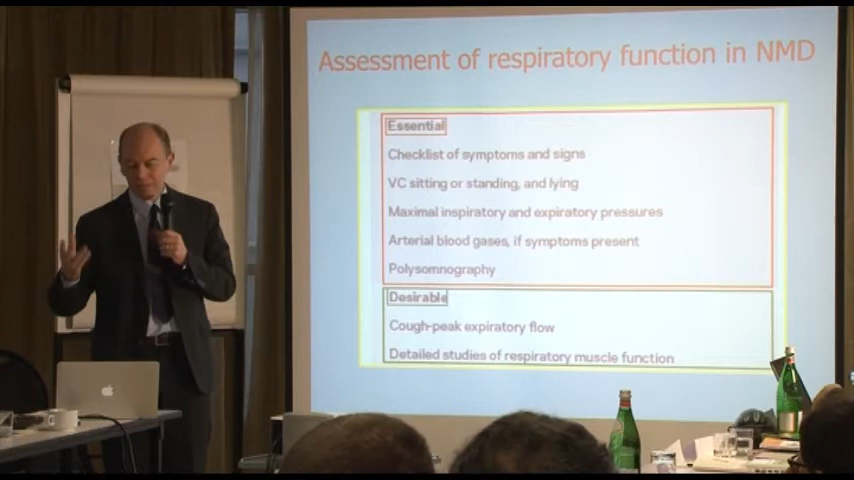 Assessment of respiratory function in NMD
Essential
Checklist of symptoms and signs
VC sitting or standing, and lying
Maximal inspiratory and expiratory pressures
Arterial blood gases, if symptoms present
Polysomnography
Desirable
Cough-peak expiratory flow
Detailed studies of respiratory muscle function